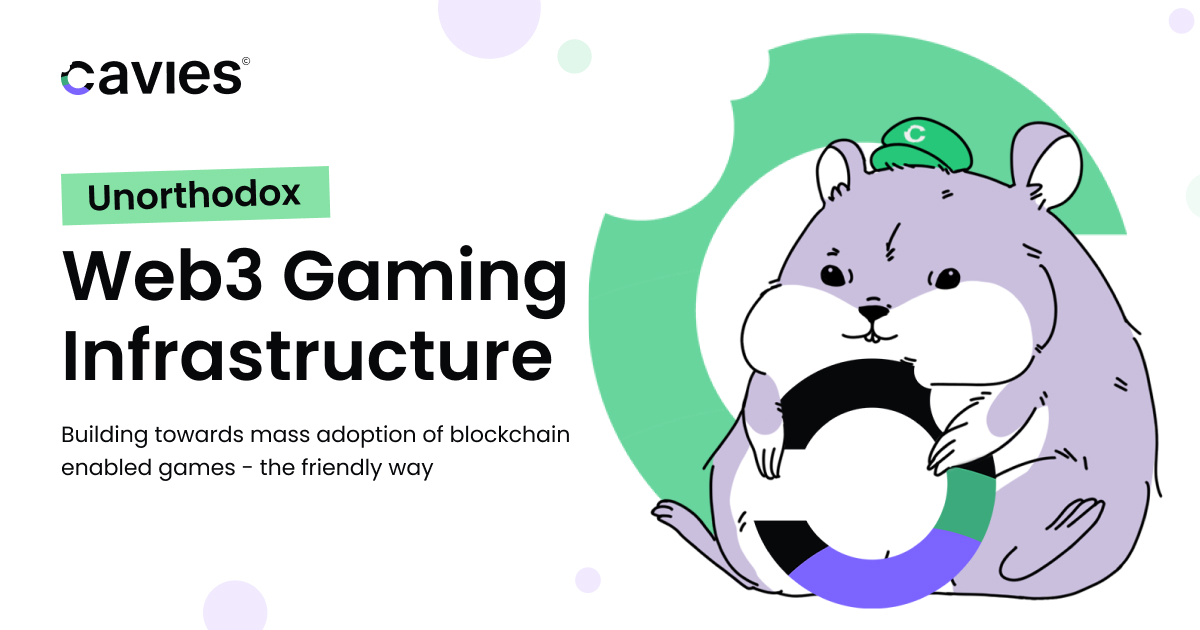 cavies©
Unorthodox
Web3 Gaming
Infrastructure
Building towards mass adoption of blockchain
enabled games - the friendly way
C